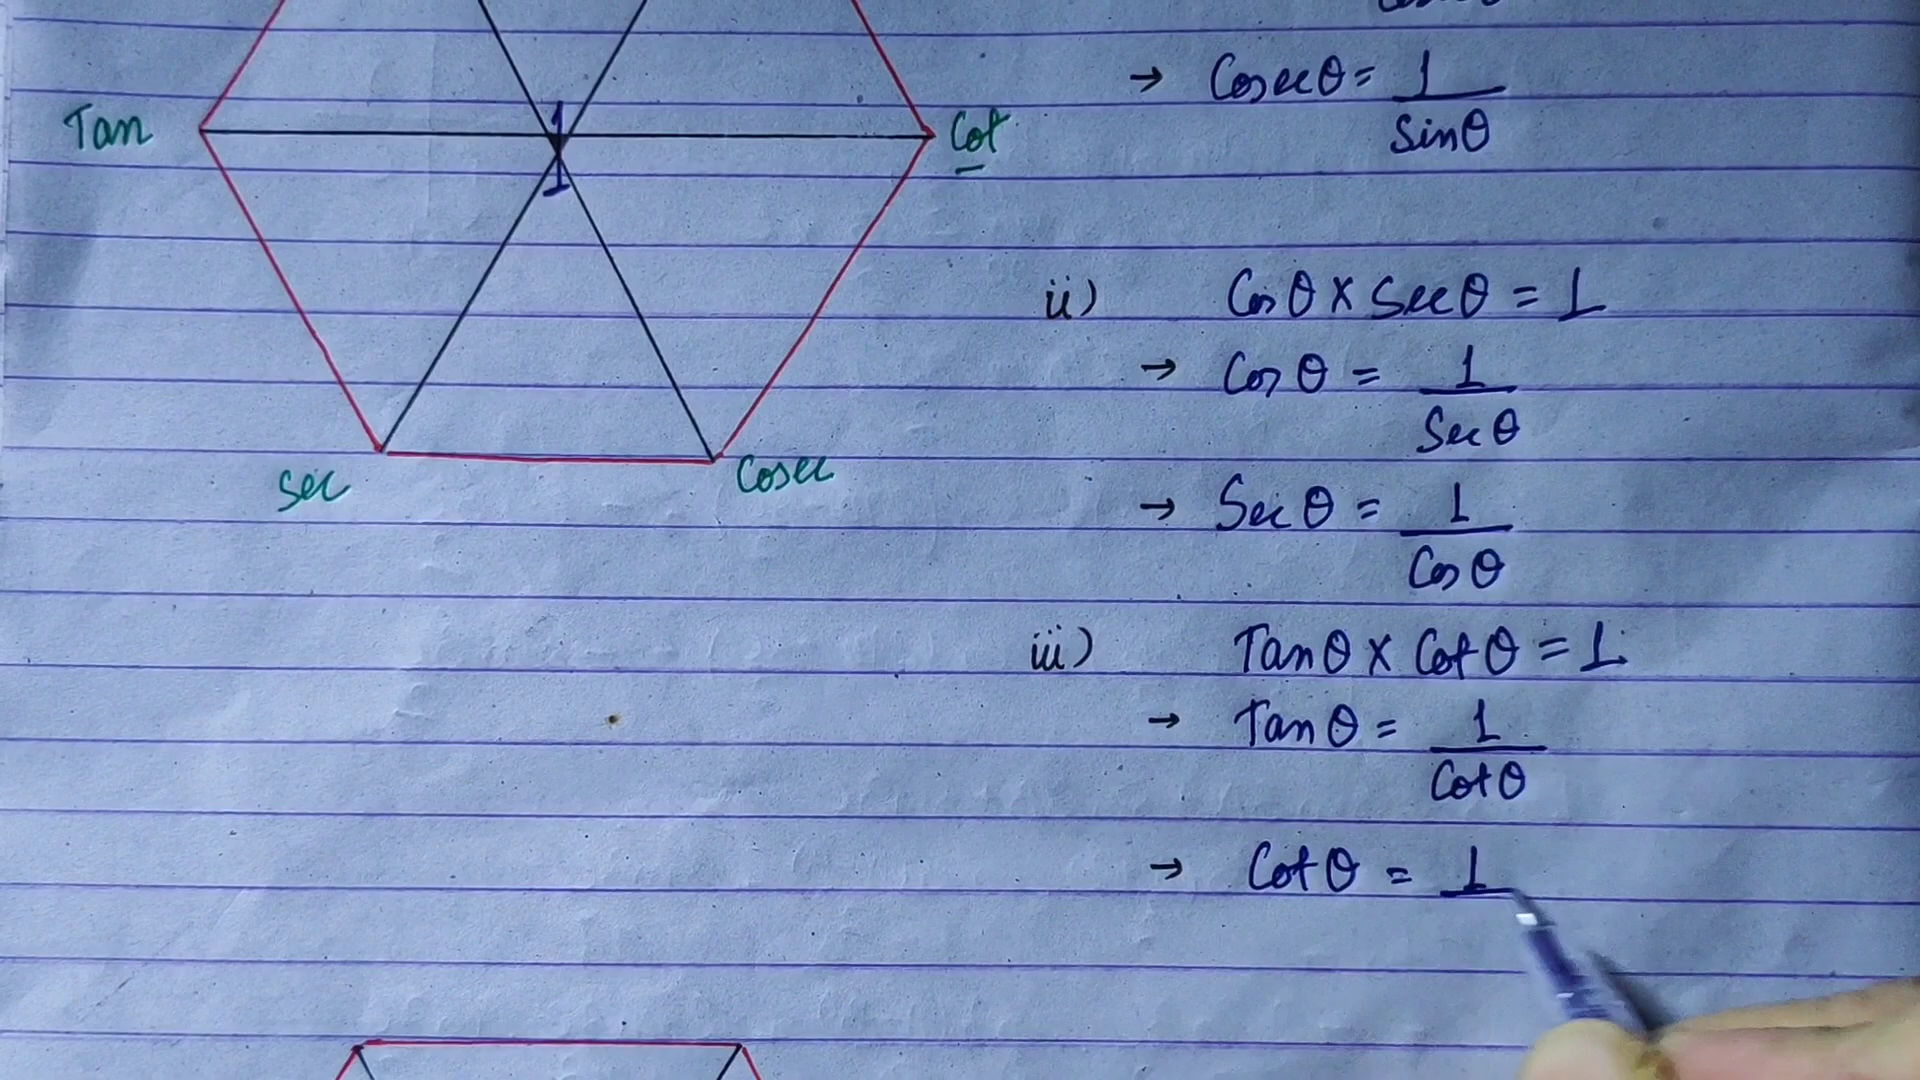 Cosecθ = 1
Sinθ
Tan
1
Cot
ii) Cosθ x Secθ = 1
→ Cosθ = 1
Secθ
Sec
Cosec
→ Secθ = 1
Cosθ
iii) Tanθ x Cotθ = 1
→ Tanθ = 1
Cotθ
→ Cotθ = 1